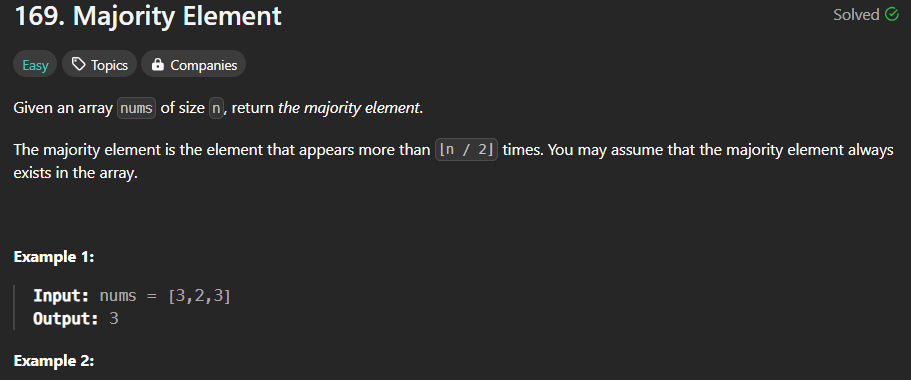 169. Majority Element
Solved
Easy
Topics
Companies
Given an array nums of size n, return the majority element.
The majority element is the element that appears more than ⌊n / 2⌋ times. You may assume that the majority element always
exists in the array.
Example 1:
Input: nums = [3,2,3]
Output: 3
Example 2: